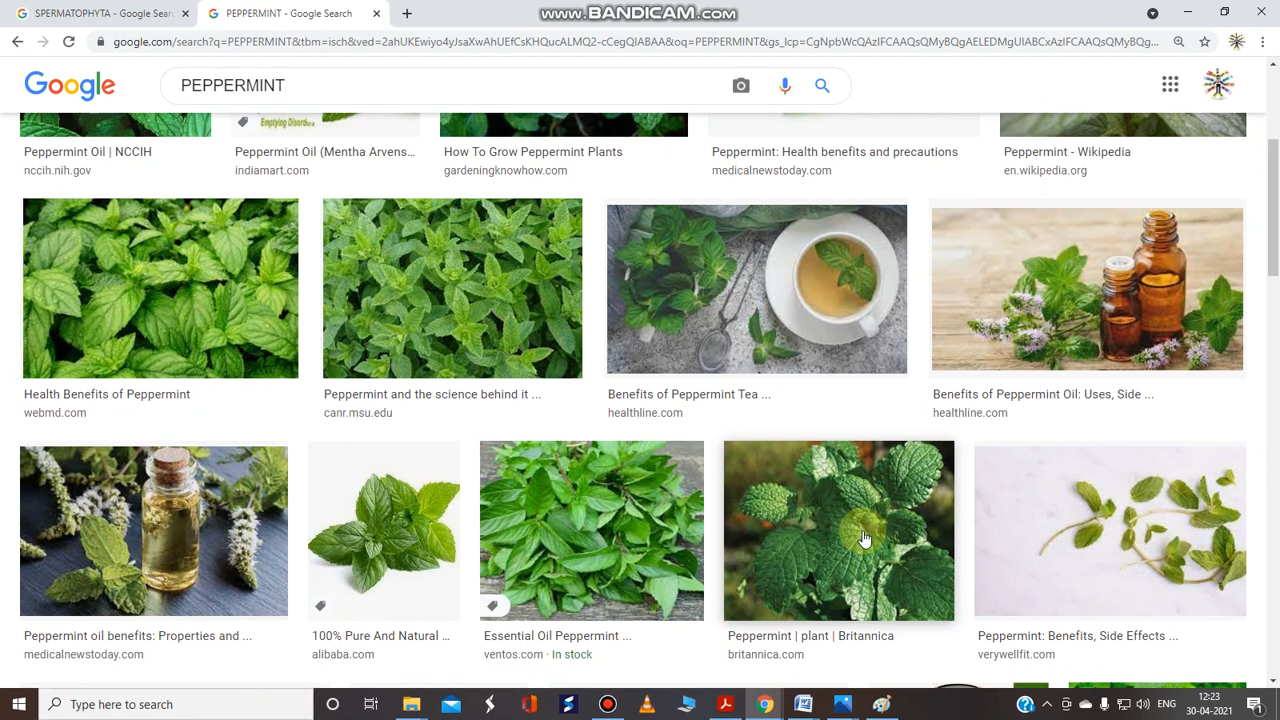 SPERMATOPHYTA - Google Searc
PEPPERMINT - Google Search
www.BANDICAM.com
google.com/search?q=PEPPERMINT&tbm=isch&ved=2ahUKEwiyo4yJsaXwAhUEfCsKHQucALMQ2-cCegQIABAA&oq=PEPPERMINT&gs_lcp=CgNpbWcQAzIFCAAQsQMyBQgAELEDMgUIABCxAzIFCAAQsQMyBQg...
Google
PEPPERMINT
Emptying Disorders
Peppermint Oil | NCCIH
nccih.nih.gov
Peppermint Oil (Mentha Arvens...
indiamart.com
How To Grow Peppermint Plants
gardeningknowhow.com
Peppermint: Health benefits and precautions
medicalnewstoday.com
Peppermint - Wikipedia
en.wikipedia.org
Health Benefits of Peppermint
webmd.com
Peppermint and the science behind it ...
canr.msu.edu
Benefits of Peppermint Tea ...
healthline.com
Benefits of Peppermint Oil: Uses, Side ...
healthline.com
Peppermint oil benefits: Properties and ...
medicalnewstoday.com
100% Pure And Natural ...
alibaba.com
Essential Oil Peppermint ...
ventos.com · In stock
Peppermint | plant | Britannica
britannica.com
Peppermint: Benefits, Side Effects ...
verywellfit.com
Type here to search
ENG
12:23
30-04-2021